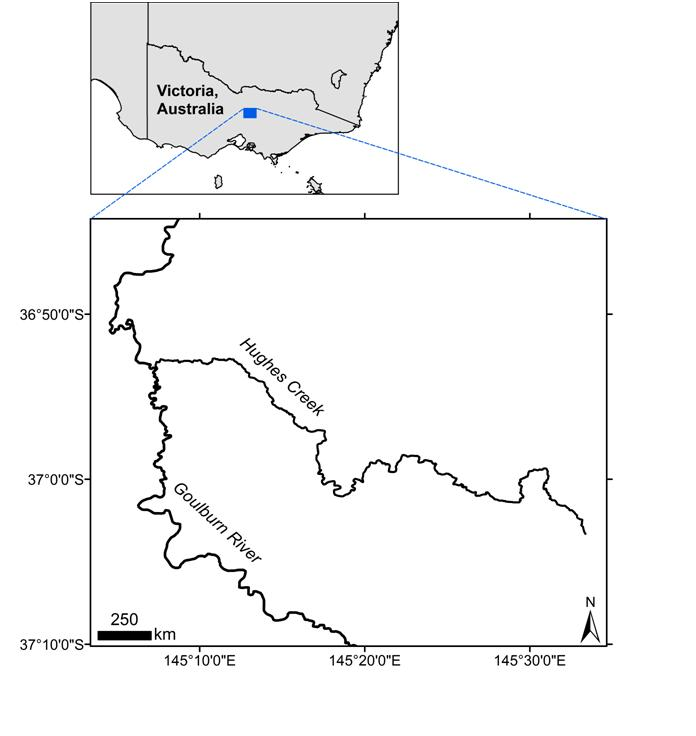 Victoria,
Australia
36°50'0"S
Hughes Creek
37°0'0"S
Goulburn River
250
km
N
37°10'0"S
145°10'0"E
145°20'0"E
145°30'0"E